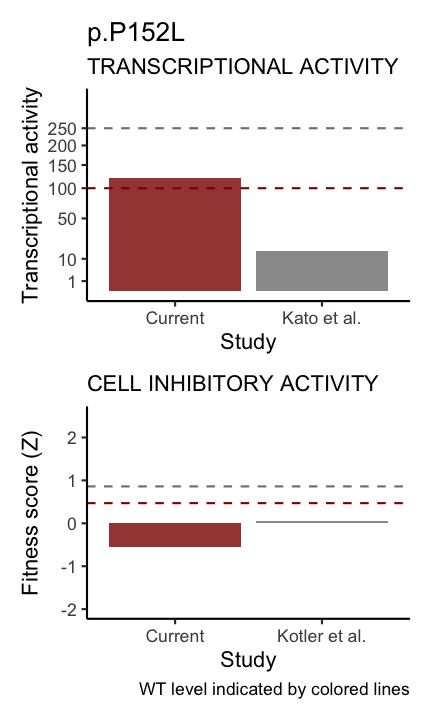 p.P152L
TRANSCRIPTIONAL ACTIVITY
Transcriptional activity
250
200
150
100
50
10
1
Current
Kato et al.
Study
CELL INHIBITORY ACTIVITY
Fitness score (Z)
2
1
0
-1
-2
Current
Kotler et al.
Study
WT level indicated by colored lines